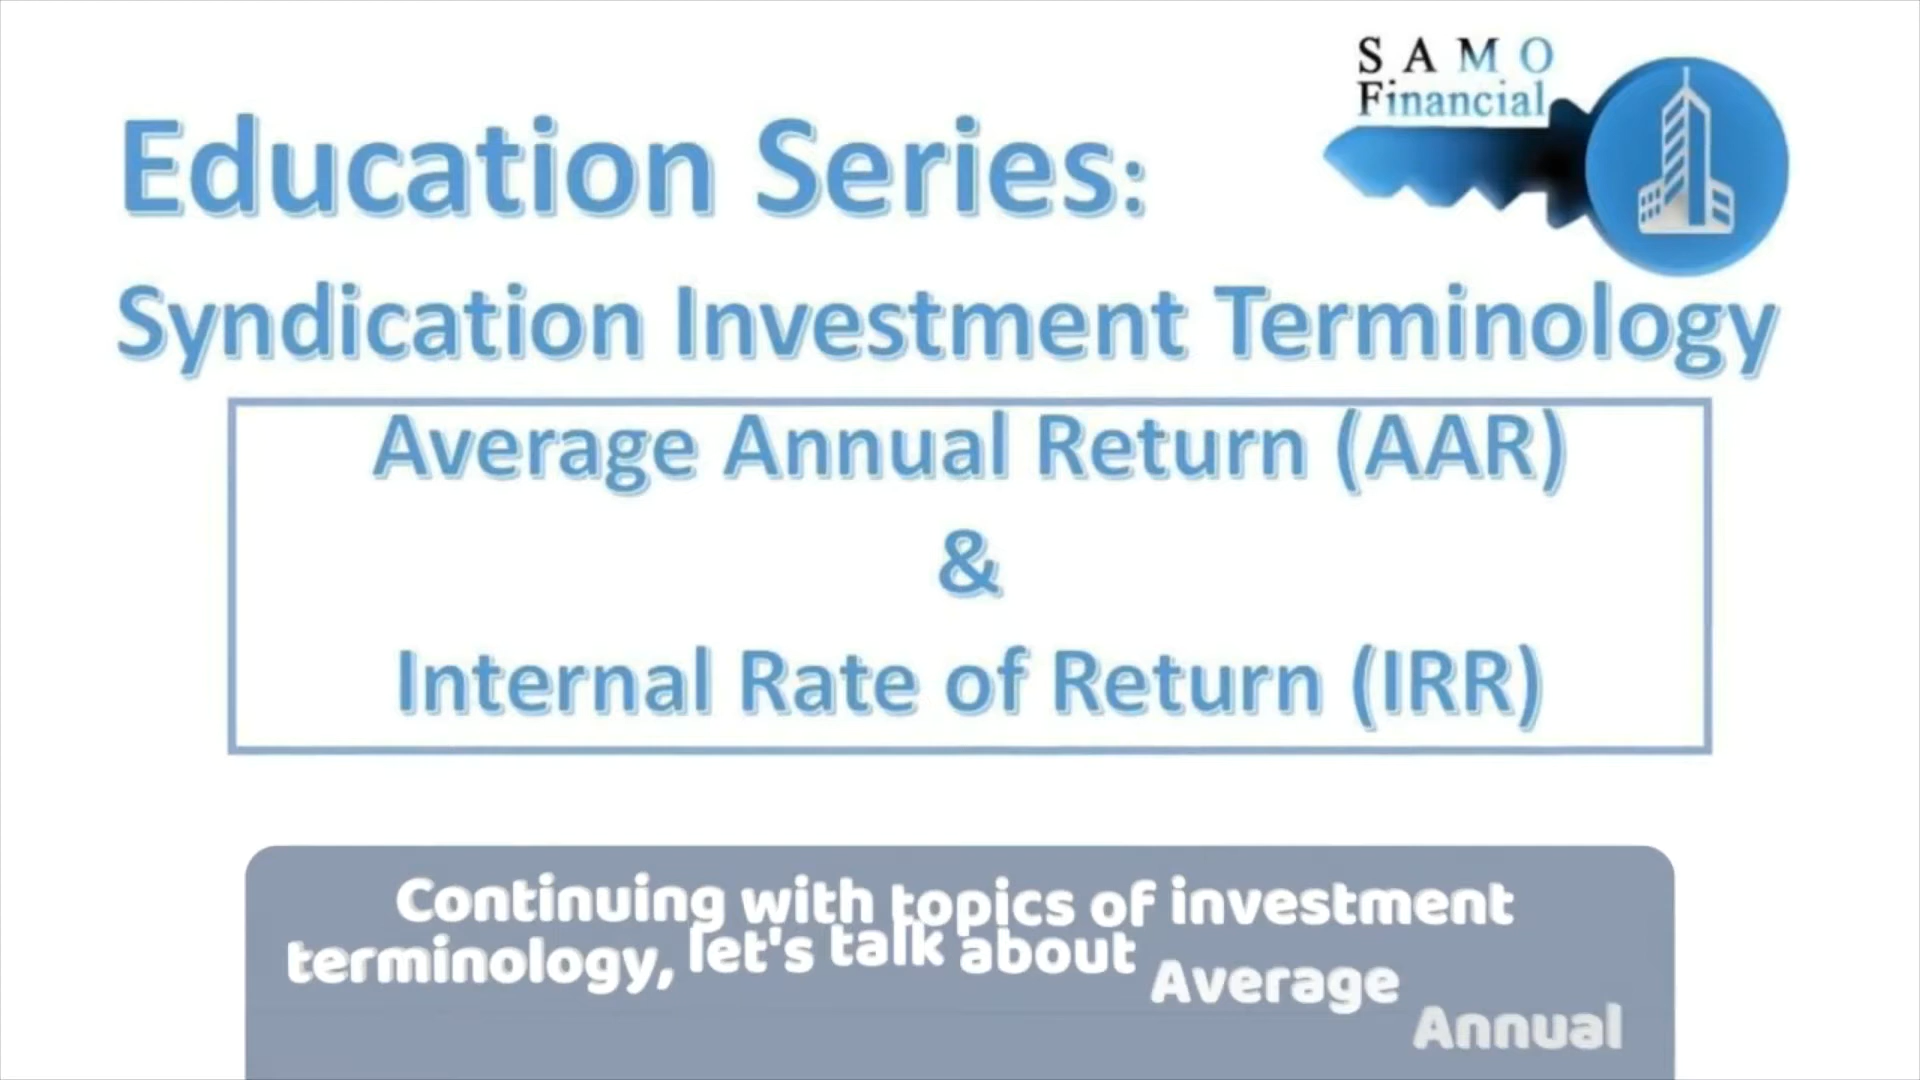 SAMO
Financial
Education Series:
Syndication Investment Terminology
Average Annual Return (AAR)
&
Internal Rate of Return (IRR)
Continuing with topics of investment
terminology, let's talk about Average
Annual